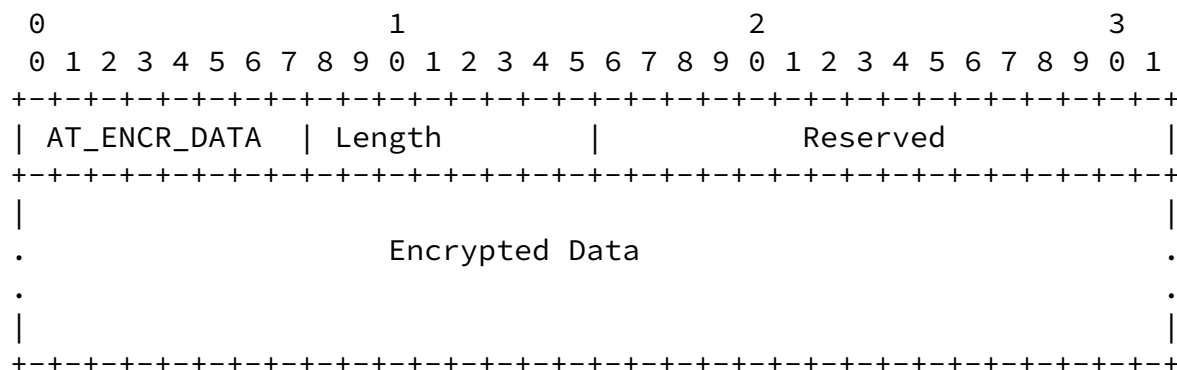 0                   1                   2                   3
 0 1 2 3 4 5 6 7 8 9 0 1 2 3 4 5 6 7 8 9 0 1 2 3 4 5 6 7 8 9 0 1
+-+-+-+-+-+-+-+-+-+-+-+-+-+-+-+-+-+-+-+-+-+-+-+-+-+-+-+-+-+-+-+-+
| AT_ENCR_DATA  | Length        |           Reserved            |
+-+-+-+-+-+-+-+-+-+-+-+-+-+-+-+-+-+-+-+-+-+-+-+-+-+-+-+-+-+-+-+-+
|                                                               |
.                    Encrypted Data                             .
.                                                               .
|                                                               |
+-+-+-+-+-+-+-+-+-+-+-+-+-+-+-+-+-+-+-+-+-+-+-+-+-+-+-+-+-+-+-+-+